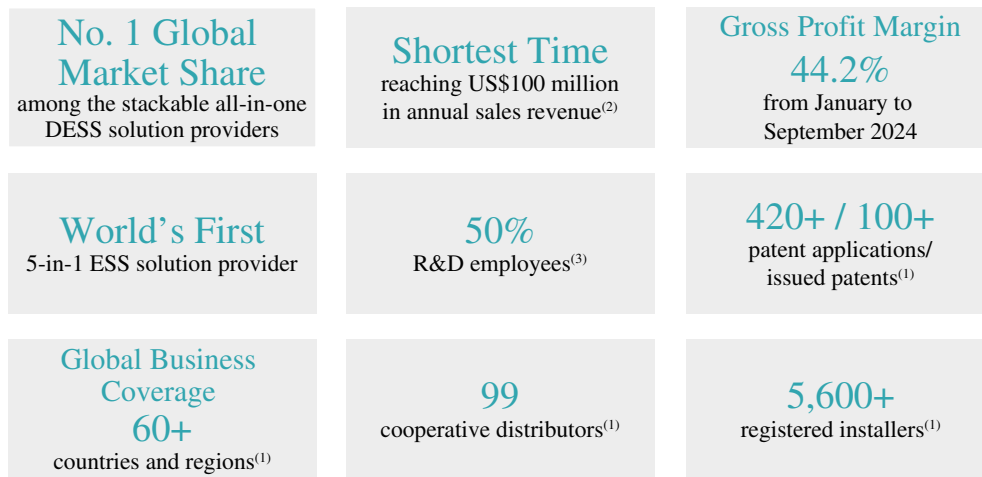 No. 1 Global
Market Share
among the stackable all-in-one
DESS solution providers
Shortest Time
reaching US$100 million
in annual sales revenue(2)
Gross Profit Margin
44.2%
from January to
September 2024
World’s First
5-in-1 ESS solution provider
50%
R&D employees(3)
420+ / 100+
patent applications/
issued patents(1)
Global Business
Coverage
60+
countries and regions(1)
99
cooperative distributors(1)
5,600+
registered installers(1)